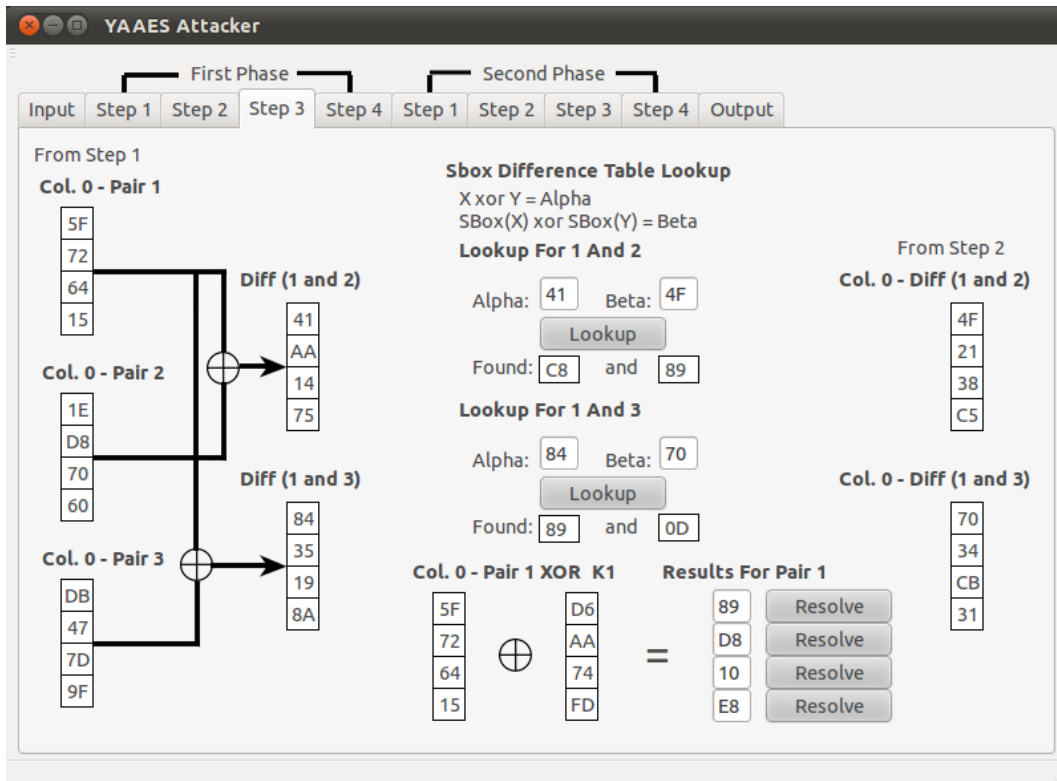 YAAES Attacker
First Phase Second Phase
Input Step 1 Step 2 Step 3 Step 4 Step 1 Step 2 Step 3 Step 4 Output
From Step 1
Col. 0 - Pair 1
5F
72
64
15
Col. 0 - Pair 2
1E
D8
70
60
Col. 0 - Pair 3
DB
47
7D
9F
Diff (1 and 2)
41
AA
14
75
Diff (1 and 3)
84
35
19
8A
Sbox Difference Table Lookup
X xor Y = Alpha
SBox(X) xor SBox(Y) = Beta
Lookup For 1 And 2
Alpha: 41 Beta: 4F
Lookup
Found: C8 and 89
Lookup For 1 And 3
Alpha: 84 Beta: 70
Lookup
Found: 89 and 0D
Col. 0 - Pair 1 XOR K1 Results For Pair 1
5F D6 89 Resolve
72 AA D8 Resolve
=
64 74 10 Resolve
15 FD E8 Resolve
From Step 2
Col. 0 - Diff (1 and 2)
4F
21
38
C5
Col. 0 - Diff (1 and 3)
70
34
CB
31